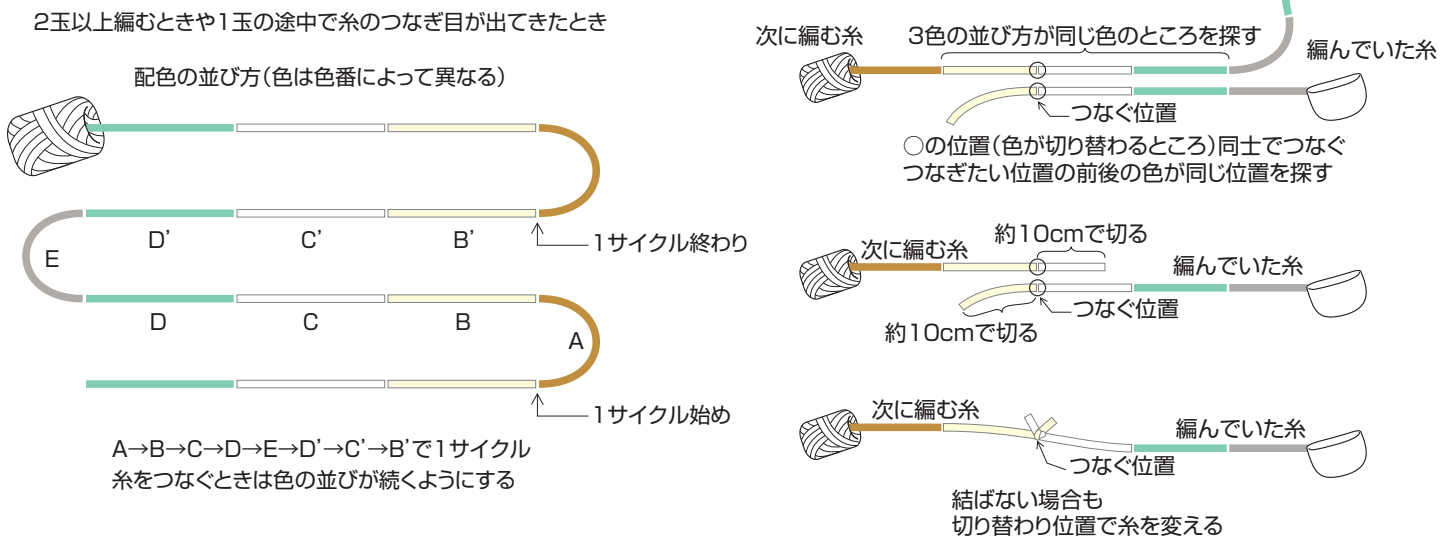 2玉以上編むときや1玉の途中で糸のつなぎ目が出てきたとき
配色の並び方(色は色番によって異なる)
D'
C'
B'
1サイクル終わり
E
D
C
B
A
1サイクル始め
A→B→C→D→E→D'→C'→B'で1サイクル
糸をつなぐときは色の並びが続くようにする
次に編む糸
3色の並び方が同じ色のところを探す
編んでいた糸
つなぐ位置
○の位置(色が切り替わるところ)同士でつなぐ
つなぎたい位置の前後の色が同じ位置を探す
約10cmで切る
次に編む糸
編んでいた糸
つなぐ位置
約10cmで切る
次に編む糸
編んでいた糸
つなぐ位置
結ばない場合も
切り替わり位置で糸を変える